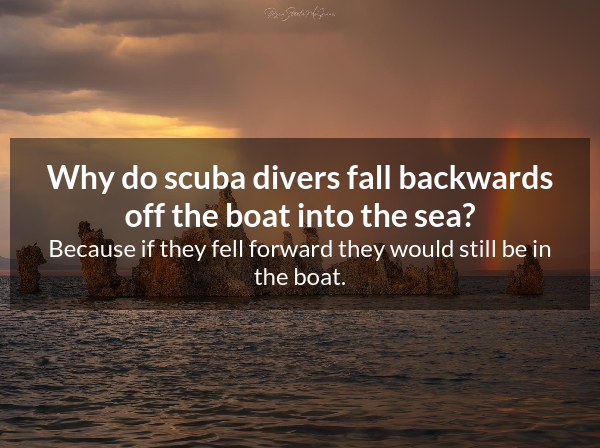 Why do scuba divers fall backwards
off the boat into the sea?
Because if they fell forward they would still be in
the boat.